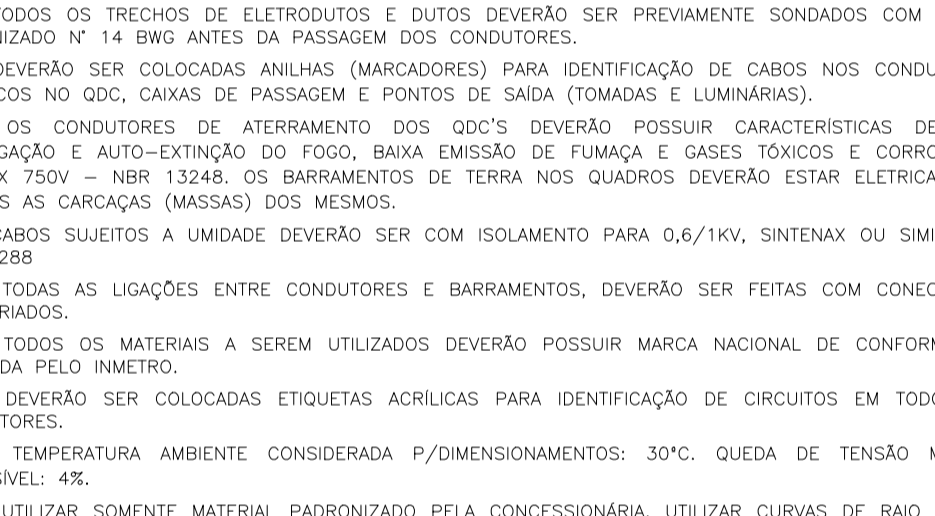 TODOS OS TRECHOS DE ELETRODUTOS E DUTOS DEVERÃO SER PREVIAMENTE SONDADOS COM
NIZADO N° 14 BWG ANTES DA PASSAGEM DOS CONDUTORES.
DEVERÃO SER COLOCADAS ANILHAS (MARCADORES) PARA IDENTIFICAÇÃO DE CABOS NOS CONDU
COS NO QDC, CAIXAS DE PASSAGEM E PONTOS DE SAÍDA (TOMADAS E LUMINÁRIAS).
OS CONDUTORES DE ATERRAMENTO DOS QDC'S DEVERÃO POSSUIR CARACTERÍSTICAS DE
GAÇÃO E AUTO-EXTINÇÃO DO FOGO, BAIXA EMISSÃO DE FUMAÇA E GASES TÓXICOS E CORRO
X 750V - NBR 13248. OS BARRAMENTOS DE TERRA NOS QUADROS DEVERÃO ESTAR ELETRICA
S AS CARCAÇAS (MASSAS) DOS MESMOS.
CABOS SUJEITOS A UMIDADE DEVERÃO SER COM ISOLAMENTO PARA 0,6/1KV, SINTENAX OU SIMI
288
TODAS AS LIGAÇÕES ENTRE CONDUTORES E BARRAMENTOS, DEVERÃO SER FEITAS COM CONEC
RIADOS.
TODOS OS MATERIAIS A SEREM UTILIZADOS DEVERÃO POSSUIR MARCA NACIONAL DE CONFORM
DA PELO INMETRO.
DEVERÃO SER COLOCADAS ETIQUETAS ACRÍLICAS PARA IDENTIFICAÇÃO DE CIRCUITOS EM TODO
TORES.
TEMPERATURA AMBIENTE CONSIDERADA P/DIMENSIONAMENTOS: 30°C. QUEDA DE TENSÃO M
SÍVEL: 4%.
UTILIZAR SOMENTE MATERIAL PADRONIZADO PELA CONCESSIONÁRIA. UTILIZAR CURVAS DE RAIO